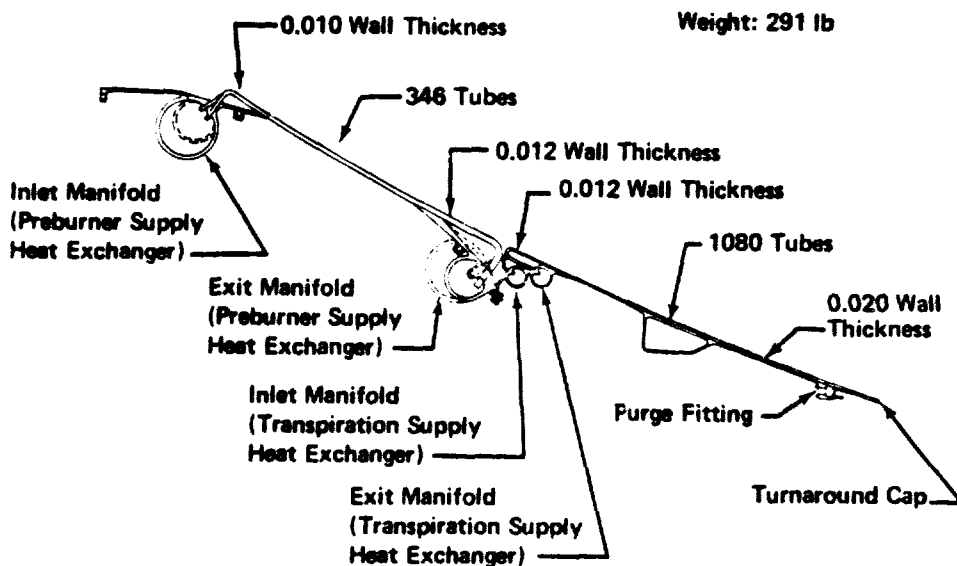 0.010 Wall Thickness
Weight: 291 lb
346 Tubes
0.012 Wall Thickness
0.012 Wall Thickness
Inlet Manifold
(Preburner Supply
Heat Exchanger)
1080 Tubes
Exit Manifold
(Preburner Supply
Heat Exchanger)
0.020 Wall
Thickness
Inlet Manifold
(Transpiration Supply
Heat Exchanger)
Purge Fitting
Turnaround Cap
Exit Manifold
(Transpiration Supply
Heat Exchanger)